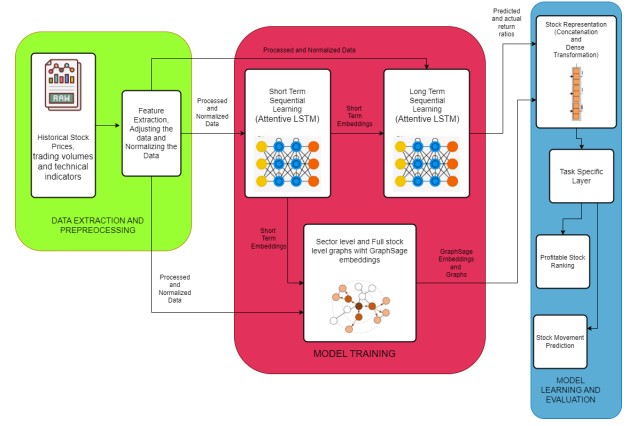 RAW
Historical Stock
Prices,
trading volumes
and technical
indicators
Feature
Extraction,
Adjusting the
data and
Normalizing the
Data
DATA EXTRACTION AND
PREPREOCESSING
Processed and Normalized Data
Processed
and
Normalized
Data
Processed
and
Normalized
Data
Short Term
Sequential
Learning
(Attentive LSTM)
Short
Term
Embeddings
Long Term
Sequential
Learning
(Attentive LSTM)
Short
Term
Embeddings
Sector level and Full stock
level graphs wiht GraphSage
embeddings
MODEL TRAINING
Predicted
and actual
return
ratios
GraphSage
Embeddings
and
Graphs
Stock Representation
(Concatenation
and
Dense
Transformation)
Task Specific
Layer
Profitable Stock
Ranking
Stock Movement
Prediction
MODEL
LEARNING AND
EVALUATION